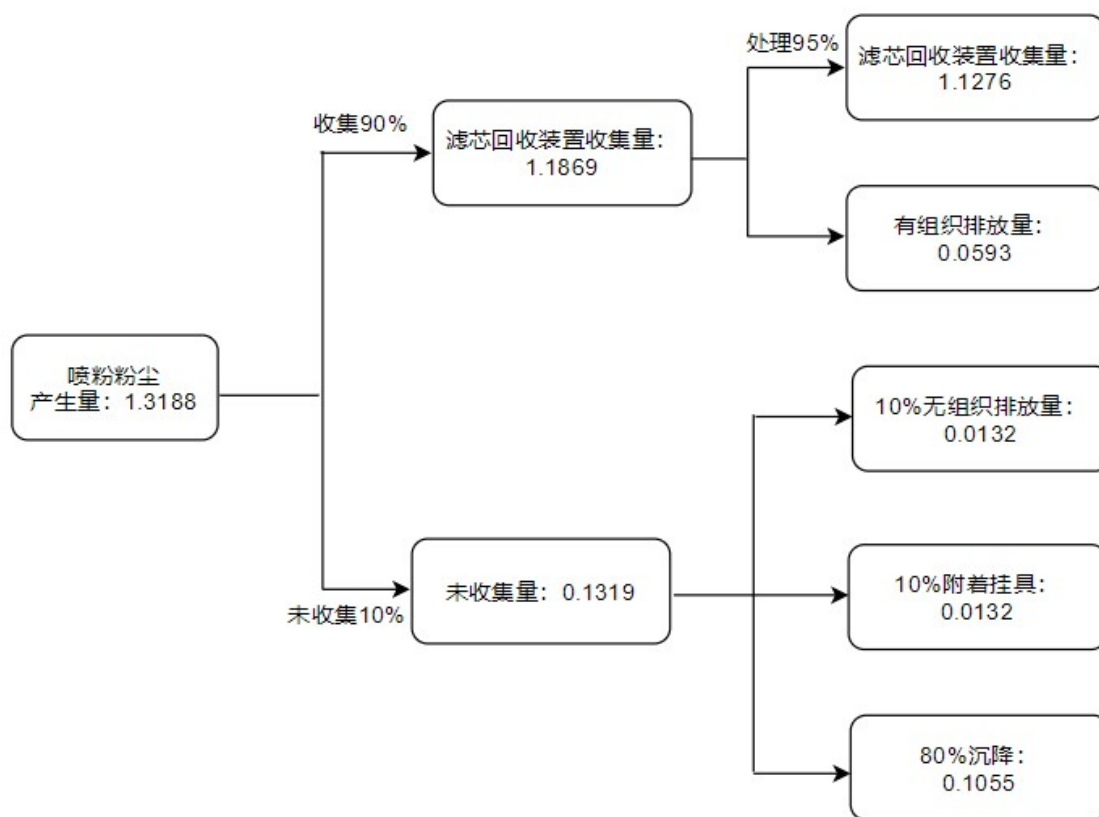 处理95%
滤芯回收装置收集量：
1.1276
收集90%
滤芯回收装置收集量：
1.1869
有组织排放量：
0.0593
喷粉粉尘
产生量：1.3188
10%无组织排放量：
0.0132
未收集10%
未收集量：0.1319
10%附着挂具：
0.0132
80%沉降：
0.1055